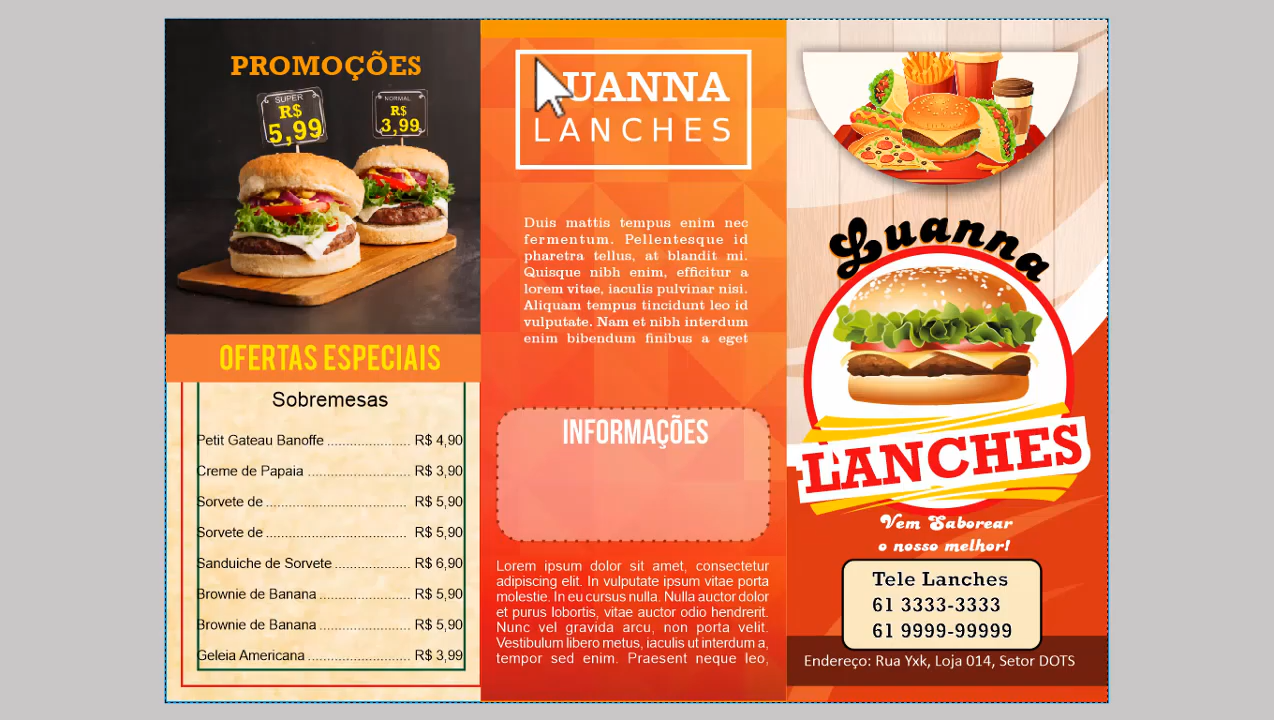 PROMOÇÕES
SUPER
R$
5,99
NORMAL
R$
3,99
OFERTAS ESPECIAIS
Sobremesas
Petit Gateau Banoffe ..................... R$ 4,90
Creme de Papaia .......................... R$ 3,90
Sorvete de .................................... R$ 5,90
Sorvete de .................................... R$ 5,90
Sanduiche de Sorvete ................... R$ 6,90
Brownie de Banana ....................... R$ 5,90
Brownie de Banana ....................... R$ 5,90
Geleia Americana .......................... R$ 3,99
UANNA
LANCHES
Duis mattis tempus enim nec
fermentum. Pellentesque id
pharetra tellus, at blandit mi.
Quisque nibh enim, efficitur a
lorem vitae, iaculis pulvinar nisi.
Aliquam tempus tincidunt leo id
vulputate. Nam et nibh interdum
enim bibendum finibus a eget
INFORMAÇÕES
Lorem ipsum dolor sit amet, consectetur
adipiscing elit. In vulputate ipsum vitae porta
molestie. In eu cursus nulla. Nulla auctor dolor
et purus lobortis, vitae auctor odio hendrerit.
Nunc vel gravida arcu, non porta velit.
Vestibulum libero metus, iaculis ut interdum a,
tempor sed enim. Praesent neque leo,
Luanna
LANCHES
Vem Saborear
o nosso melhor!
Tele Lanches
61 3333-3333
61 9999-99999
Endereço: Rua Yxk, Loja 014, Setor DOTS